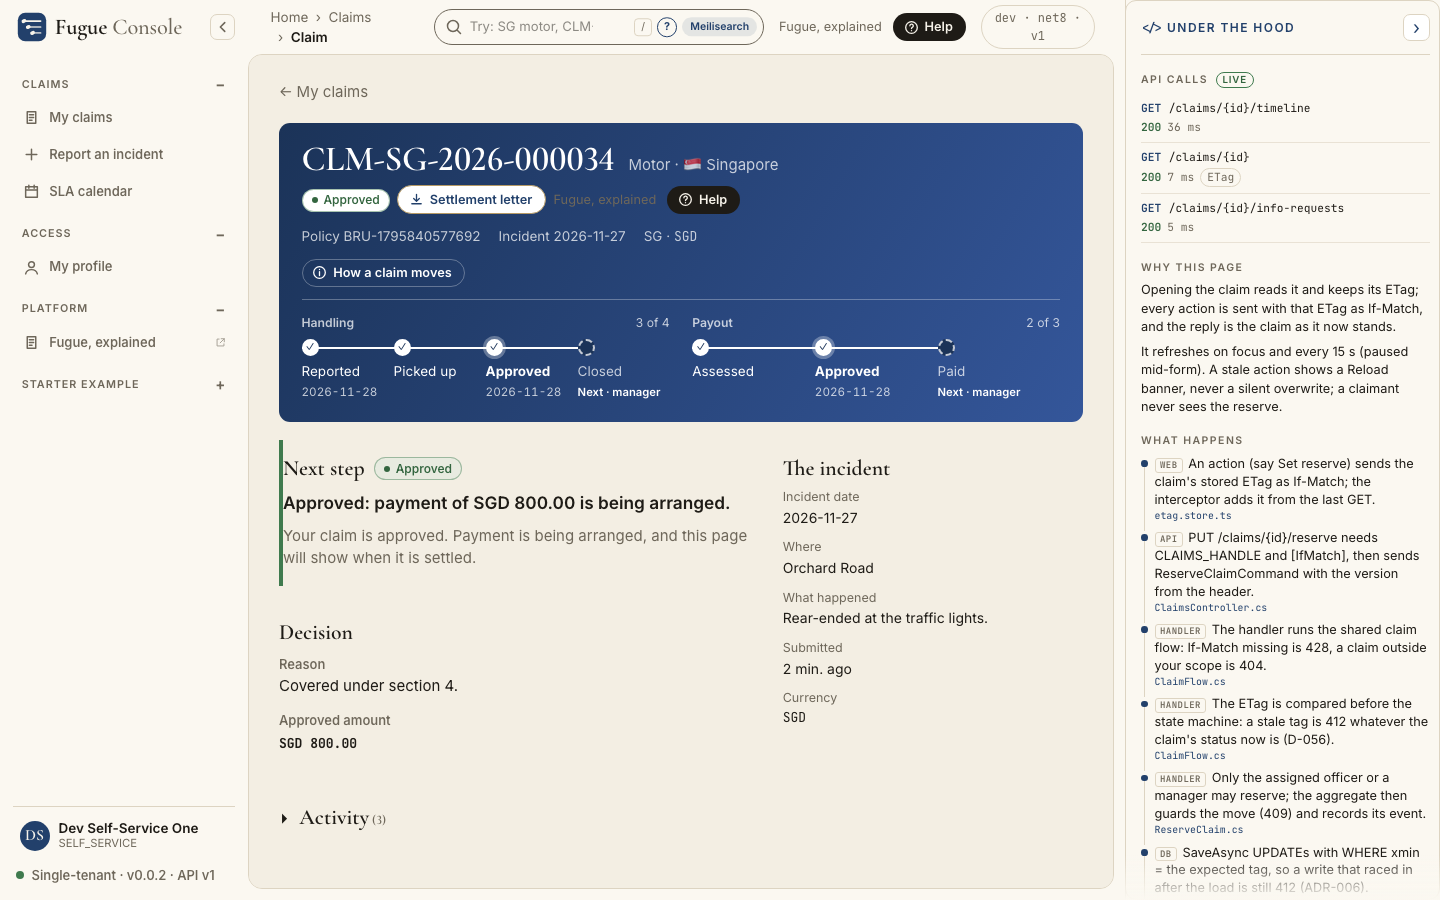 Fugue Console
CLAIMS
My claims
Report an incident
SLA calendar
ACCESS
My profile
PLATFORM
Fugue, explained
STARTER EXAMPLE
DS
Dev Self-Service One
SELF_SERVICE
Single-tenant · v0.0.2 · API v1
Home › Claims
› Claim
Try: SG motor, CLM-
/
?
Meilisearch
Fugue, explained
Help
dev · net8 ·
v1
← My claims
CLM-SG-2026-000034 Motor · 🇸🇬 Singapore
Approved
Settlement letter
Fugue, explained
Help
Policy BRU-1795840577692 Incident 2026-11-27 SG · SGD
How a claim moves
Handling 3 of 4
Reported Picked up Approved Closed
2026-11-28 2026-11-28 Next · manager
Payout 2 of 3
Assessed Approved Paid
2026-11-28 Next · manager
Next step Approved
Approved: payment of SGD 800.00 is being arranged.
Your claim is approved. Payment is being arranged, and this page
will show when it is settled.
Decision
Reason
Covered under section 4.
Approved amount
SGD 800.00
Activity (3)
The incident
Incident date
2026-11-27
Where
Orchard Road
What happened
Rear-ended at the traffic lights.
Submitted
2 min. ago
Currency
SGD
</> UNDER THE HOOD
API CALLS LIVE
GET /claims/{id}/timeline
200 36 ms
GET /claims/{id}
200 7 ms ETag
GET /claims/{id}/info-requests
200 5 ms
WHY THIS PAGE
Opening the claim reads it and keeps its ETag;
every action is sent with that ETag as If-Match,
and the reply is the claim as it now stands.
It refreshes on focus and every 15 s (paused
mid-form). A stale action shows a Reload
banner, never a silent overwrite; a claimant
never sees the reserve.
WHAT HAPPENS
WEB An action (say Set reserve) sends the
claim's stored ETag as If-Match; the
interceptor adds it from the last GET.
etag.store.ts
API PUT /claims/{id}/reserve needs
CLAIMS_HANDLE and [IfMatch], then sends
ReserveClaimCommand with the version
from the header.
ClaimsController.cs
HANDLER The handler runs the shared claim
flow: If-Match missing is 428, a claim outside
your scope is 404.
ClaimFlow.cs
HANDLER The ETag is compared before the
state machine: a stale tag is 412 whatever the
claim's status now is (D-056).
ClaimFlow.cs
HANDLER Only the assigned officer or a
manager may reserve; the aggregate then
guards the move (409) and records its event.
ReserveClaim.cs
DB SaveAsync UPDATEs with WHERE xmin
= the expected tag, so a write that raced in
after the load is still 412 (ADR-006).